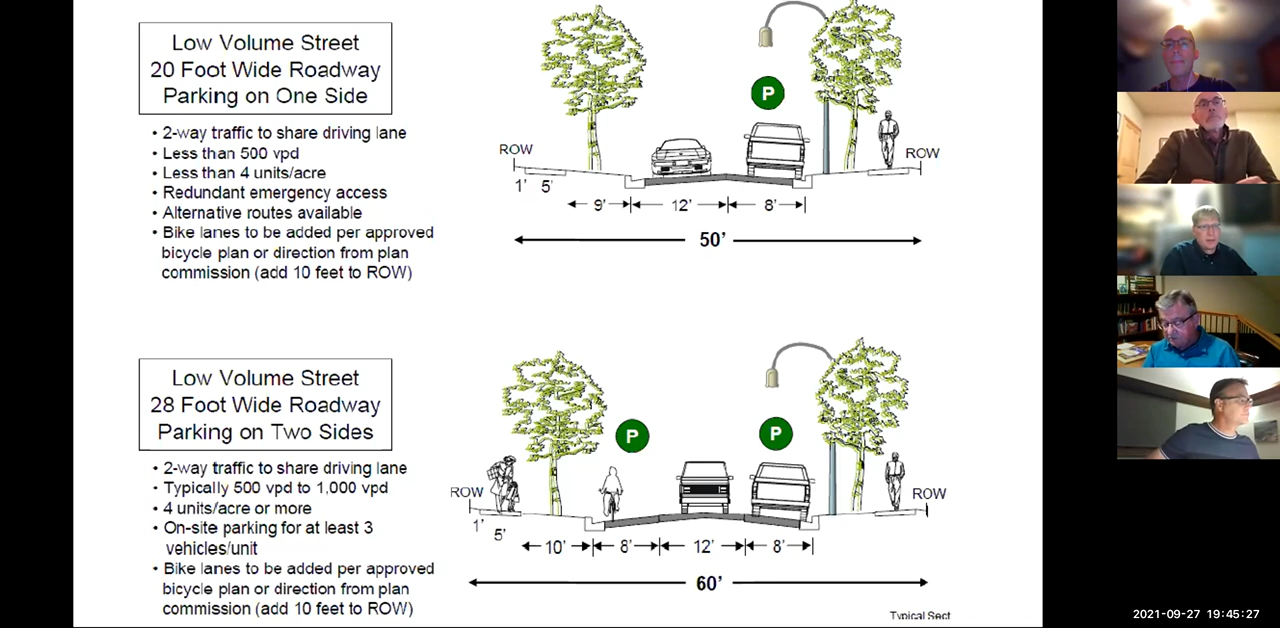 Low Volume Street
20 Foot Wide Roadway
Parking on One Side
• 2-way traffic to share driving lane
• Less than 500 vpd
• Less than 4 units/acre
• Redundant emergency access
• Alternative routes available
• Bike lanes to be added per approved
bicycle plan or direction from plan
commission (add 10 feet to ROW)
P
ROW
ROW
1' 5'
9' 12' 8'
50'
Low Volume Street
28 Foot Wide Roadway
Parking on Two Sides
• 2-way traffic to share driving lane
• Typically 500 vpd to 1,000 vpd
• 4 units/acre or more
• On-site parking for at least 3
vehicles/unit
• Bike lanes to be added per approved
bicycle plan or direction from plan
commission (add 10 feet to ROW)
P P
ROW
ROW
1' 5'
10' 8' 12' 8'
60'
Typical Sect
2021-09-27 19:45:27